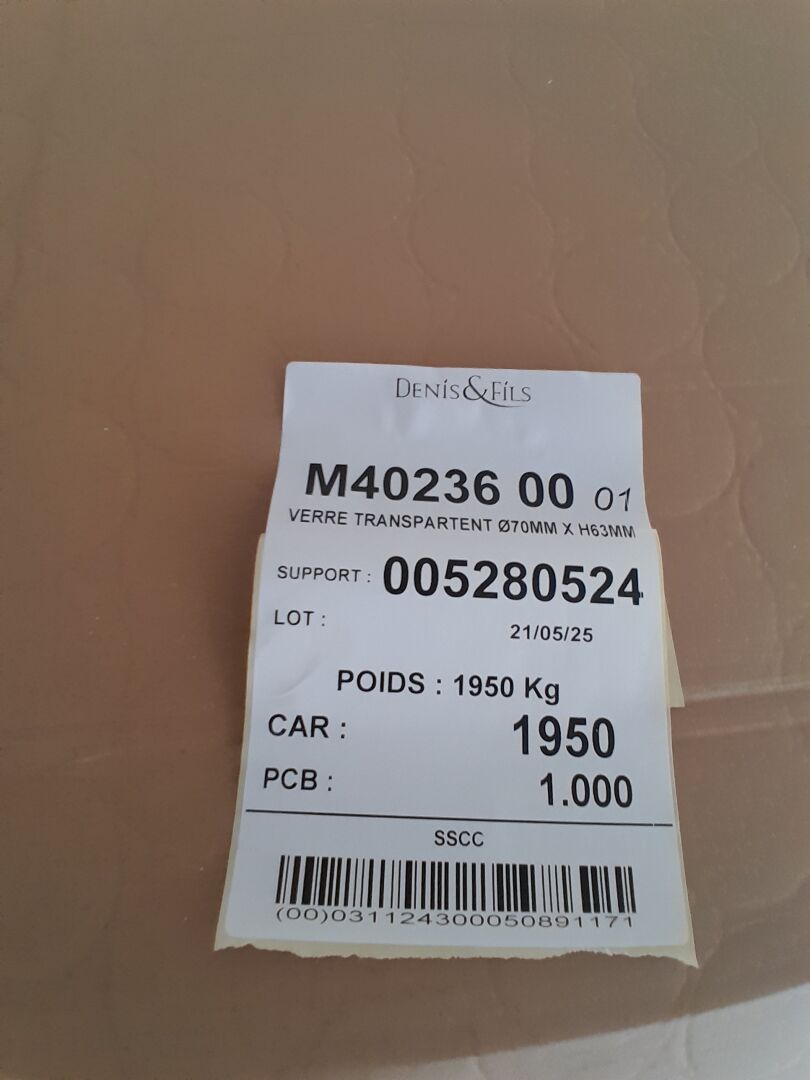 Denis&Fils
M40236 00 01
VERRE TRANSPARTENT Ø70MM X H63MM
SUPPORT : 005280524
LOT :
21/05/25
POIDS : 1950 Kg
CAR : 1950
PCB : 1.000
SSCC
(00)031124300050891171